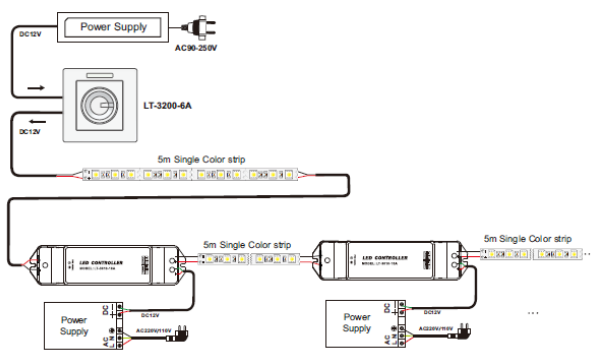 Power Supply
DC12V
AC90-250V
LT-3200-6A
DC12V
5m Single Color strip
5m Single Color strip
5m Single Color strip
LED CONTROLLER
LED CONTROLLER
...
Power
Supply
DC
AC
L N
DC12V
AC220V/110V
Power
Supply
DC
AC
L N
DC12V
AC220V/110V
...